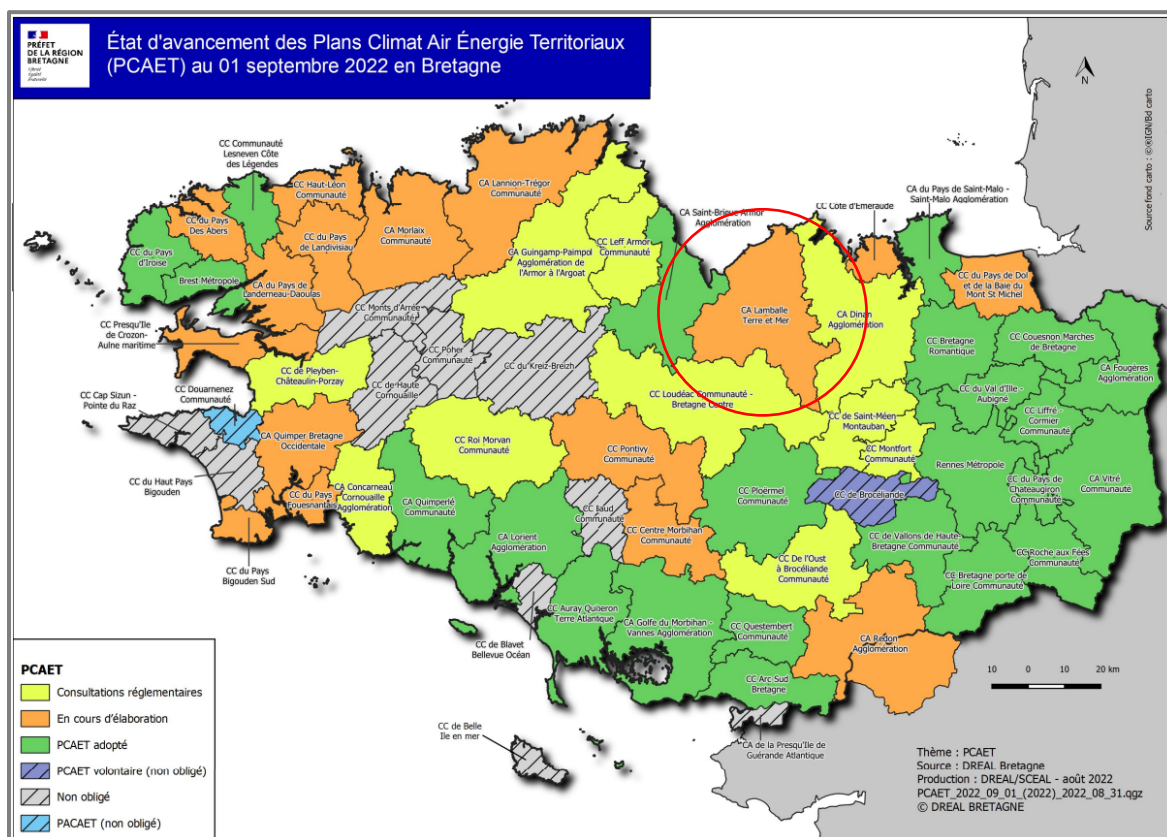 PRÉFET
DE LA RÉGION
BRETAGNE
Liberté
Égalité
Fraternité
État d'avancement des Plans Climat Air Énergie Territoriaux
(PCAET) au 01 septembre 2022 en Bretagne
N
Source fond carte : ©®IGN/Bd carto
CC Communauté
Lesneven Côte
des Légendes
CC Haut-Léon
Communauté
CA Lannion-Trégor
Communauté
CC du Pays
Des Abers
CC du Pays
de Landivisiau
CA Morlaix
Communauté
CC du Pays
d'Iroise
Brest Métropole
CA du Pays de
Landerneau-Daoulas
CA Guingamp-Paimpol
Agglomération de
l'Armor à l'Argoat
CC Leff Armor
Communauté
CA Saint-Brieuc Armor
Agglomération
CC Côte d'Emeraude
CA du Pays de Saint-Malo -
Saint-Malo Agglomération
CC du Pays de Dol
et de la Baie du
Mont St Michel
CA Lamballe
Terre et Mer
CA Dinan
Agglomération
CC Monts d'Arrée
Communauté
CC Presqu'Ile
de Crozon-
Aulne maritime
CC Poher
Communauté
CC du Kreiz-Breizh
CC de Pleyben-
Châteaulin-Porzay
CC de Haute
Cornouaille
CC Bretagne
Romantique
CC Couesnon Marches
de Bretagne
CA Fougères
Agglomération
CC Douarnenez
Communauté
CC Cap Sizun -
Pointe du Raz
CC Loudéac Communauté -
Bretagne Centre
CC du Val d'Ille -
Aubigné
CC Liffré -
Cormier
Communauté
CC de Saint-Méen
Montauban
CA Quimper Bretagne
Occidentale
CC Roi Morvan
Communauté
CC Pontivy
Communauté
CC Montfort
Communauté
Rennes Métropole
CC du Haut Pays
Bigouden
CC du Pays
Fouesnantais
CA Concarneau
Cornouaille
Agglomération
CA Quimperlé
Communauté
CC Ploërmel
Communauté
CC de Brocéliande
CC du Pays de
Chateaugiron
Communauté
CA Vitré
Communauté
CC Baud
Communauté
CC Centre Morbihan
Communauté
CA Lorient
Agglomération
CC de Vallons de Haute-
Bretagne Communauté
CC Roche aux Fées
Communauté
CC du Pays
Bigouden Sud
CC De l'Oust
à Brocéliande
Communauté
CC Bretagne porte de
Loire Communauté
CC de Blavet
Bellevue Océan
CC Auray Quiberon
Terre Atlantique
CA Golfe du Morbihan -
Vannes Agglomération
CC Questembert
Communauté
CA Redon
Agglomération
CC Arc Sud
Bretagne
CC de Belle
Ile en mer
CA de la Presqu'Ile de
Guérande Atlantique
10 0 10 20 km
PCAET
Consultations réglementaires
En cours d'élaboration
PCAET adopté
PCAET volontaire (non obligé)
Non obligé
PACAET (non obligé)
Thème : PCAET
Source : DREAL Bretagne
Production : DREAL/SCEAL - août 2022
PCAET_2022_09_01_(2022)_2022_08_31.qgz
© DREAL BRETAGNE